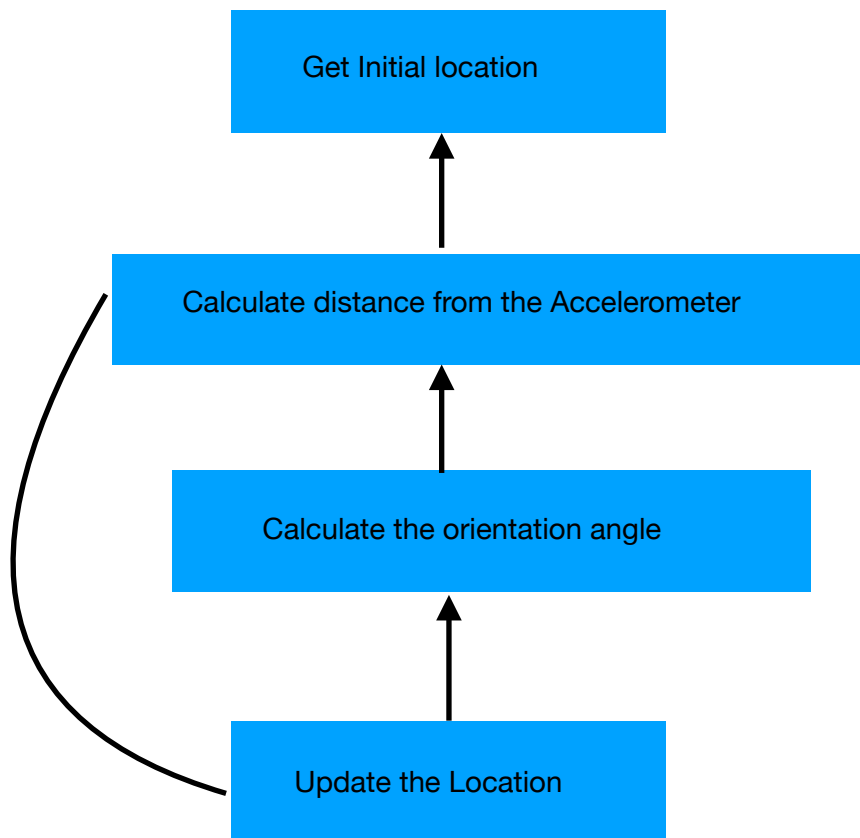 Get Initial location
Calculate distance from the Accelerometer
Calculate the orientation angle
Update the Location